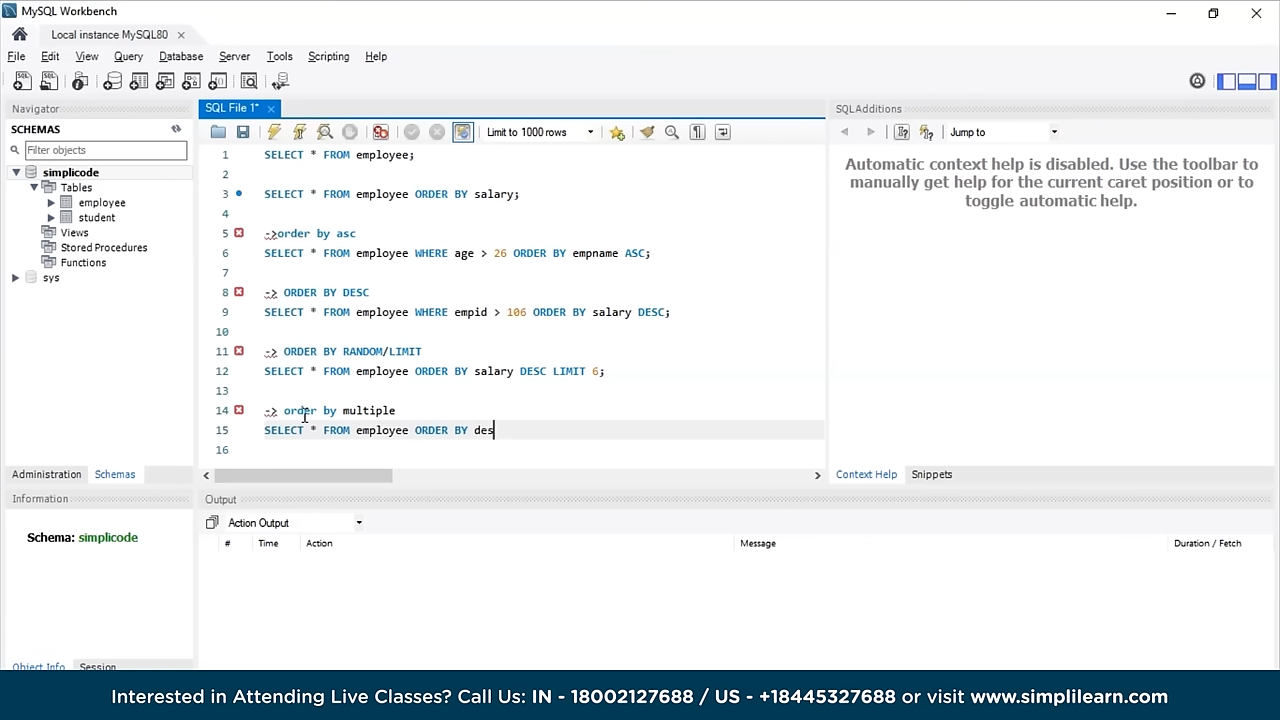 MySQL Workbench
Local instance MySQL80
File Edit View Query Database Server Tools Scripting Help
Navigator
SCHEMAS
Filter objects
simplicode
Tables
employee
student
Views
Stored Procedures
Functions
sys
Administration Schemas
Information
Schema: simplicode
Object Info Session
SQL File 1*
Limit to 1000 rows
1 SELECT * FROM employee;
2
3 SELECT * FROM employee ORDER BY salary;
4
5 ->order by asc
6 SELECT * FROM employee WHERE age > 26 ORDER BY empname ASC;
7
8 -> ORDER BY DESC
9 SELECT * FROM employee WHERE empid > 106 ORDER BY salary DESC;
10
11 -> ORDER BY RANDOM/LIMIT
12 SELECT * FROM employee ORDER BY salary DESC LIMIT 6;
13
14 -> order by multiple
15 SELECT * FROM employee ORDER BY des
16
SQLAdditions
Jump to
Automatic context help is disabled. Use the toolbar to
manually get help for the current caret position or to
toggle automatic help.
Context Help Snippets
Output
Action Output
# Time Action Message Duration / Fetch
Interested in Attending Live Classes? Call Us: IN - 18002127688 / US - +18445327688 or visit www.simplilearn.com